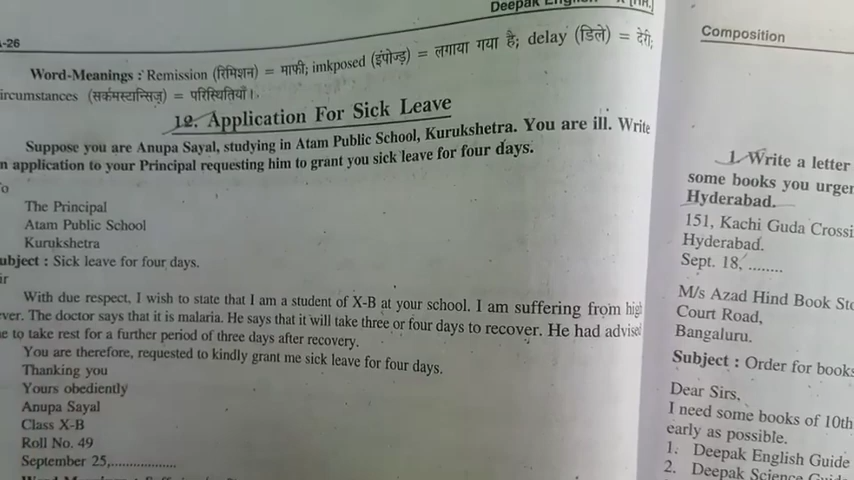 Deepak English
A-26
Word-Meanings : Remission (रिमिशन) = माफी; imkposed (इंपोज्ड़) = लगाया गया है; delay (डिले) = देरी;
ircumstances (सर्कमस्टान्सिज़) = परिस्थितियाँ।
12. Application For Sick Leave
Suppose you are Anupa Sayal, studying in Atam Public School, Kurukshetra. You are ill. Write
n application to your Principal requesting him to grant you sick leave for four days.
o
The Principal
Atam Public School
Kurukshetra
ubject : Sick leave for four days.
ir
With due respect, I wish to state that I am a student of X-B at your school. I am suffering from high
ver. The doctor says that it is malaria. He says that it will take three or four days to recover. He had advised
e to take rest for a further period of three days after recovery.
You are therefore, requested to kindly grant me sick leave for four days.
Thanking you
Yours obediently
Anupa Sayal
Class X-B
Roll No. 49
September 25,..................
Composition
1. Write a letter
some books you urgen
Hyderabad.
151, Kachi Guda Crossi
Hyderabad.
Sept. 18, ........
M/s Azad Hind Book Sto
Court Road,
Bangaluru.
Subject : Order for books
Dear Sirs,
I need some books of 10th
early as possible.
1. Deepak English Guide
2. Deepak Science Guide